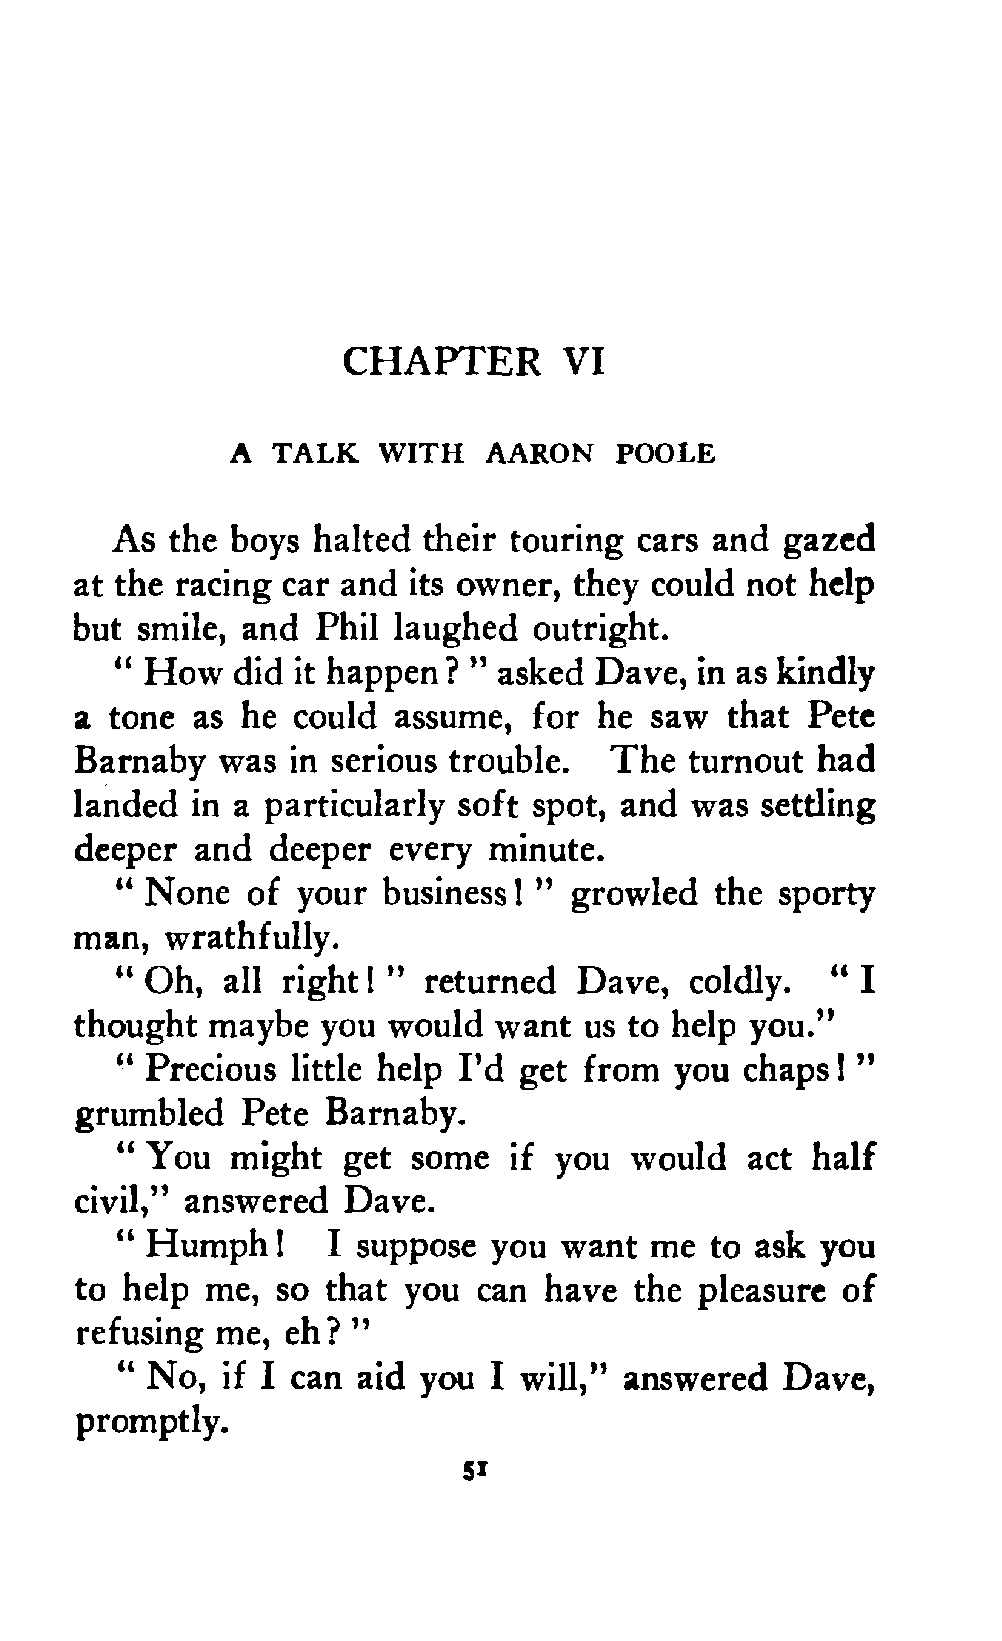 CHAPTER VI
A TALK WITH AARON POOLE
As the boys halted their touring cars and gazed
at the racing car and its owner, they could not help
but smile, and Phil laughed outright.
" How did it happen ? " asked Dave, in as kindly
a tone as he could assume, for he saw that Pete
Barnaby was in serious trouble. The turnout had
landed in a particularly soft spot, and was settling
deeper and deeper every minute.
" None of your business ! " growled the sporty
man, wrathfully.
" Oh, all right ! " returned Dave, coldly. " I
thought maybe you would want us to help you."
" Precious little help I'd get from you chaps ! "
grumbled Pete Barnaby.
" You might get some if you would act half
civil," answered Dave.
" Humph ! I suppose you want me to ask you
to help me, so that you can have the pleasure of
refusing me, eh ? "
" No, if I can aid you I will," answered Dave,
promptly.
51